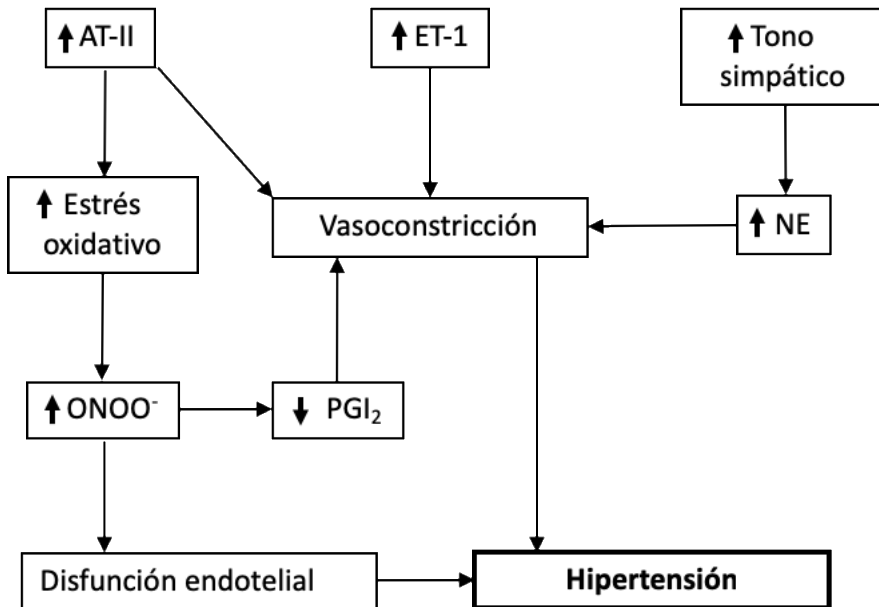 ↑ AT-II
↑ ET-1
↑ Tono
simpático
↑ Estrés
oxidativo
Vasoconstricción
↑ NE
↑ ONOO⁻
↓ PGI₂
Disfunción endotelial
Hipertensión